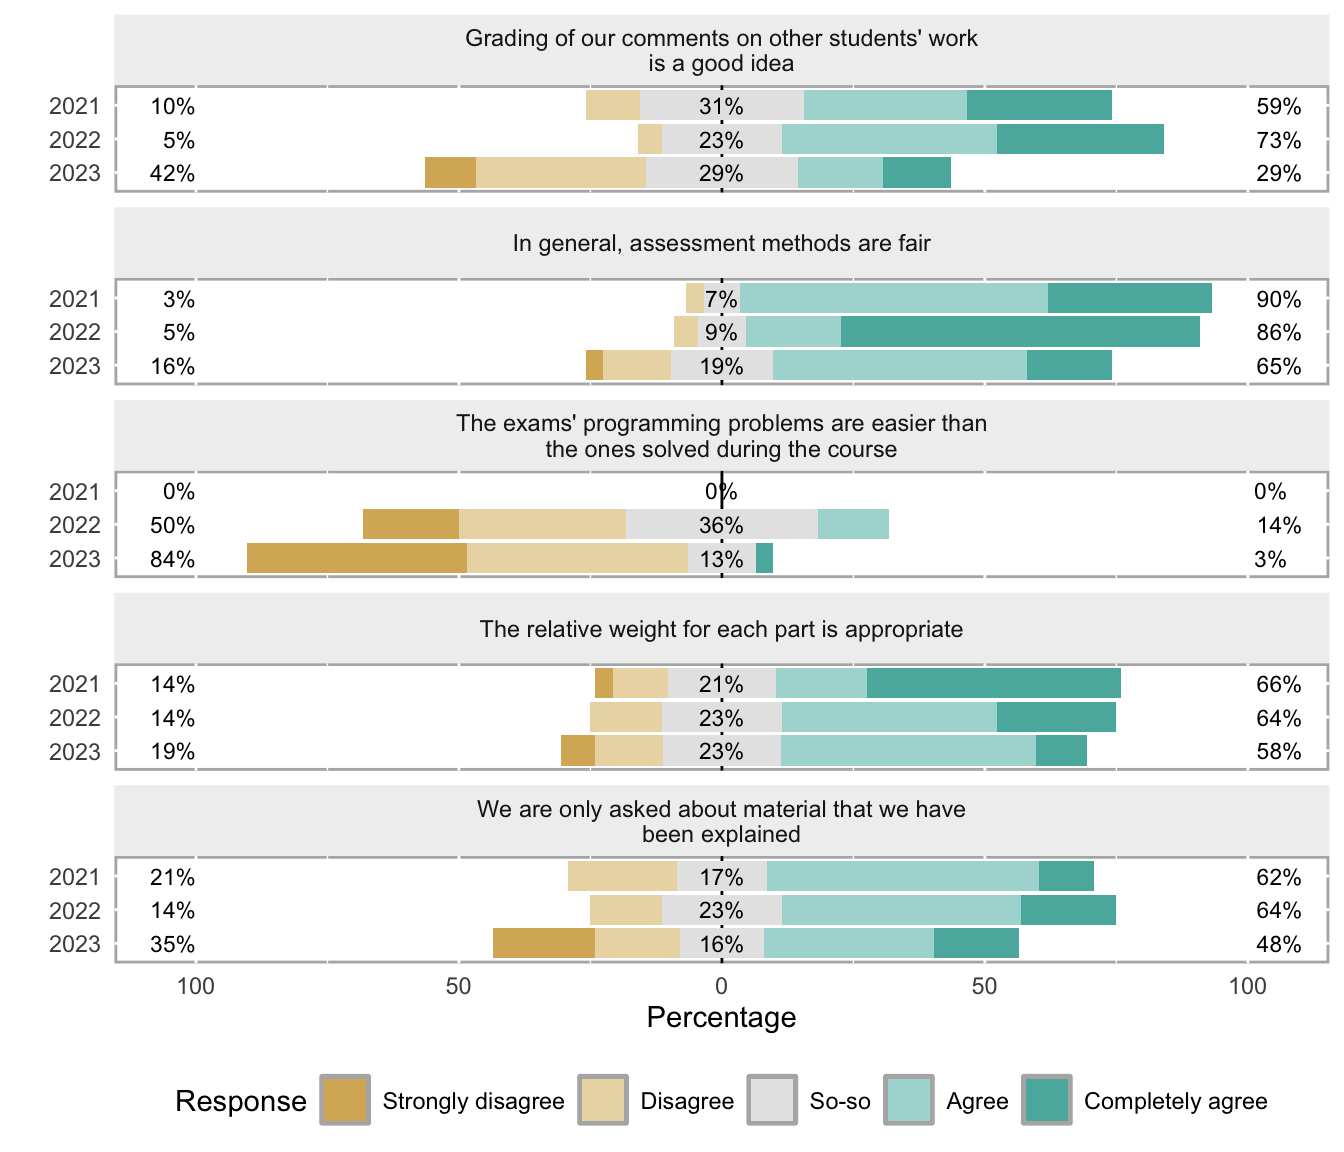 Grading of our comments on other students' work
is a good idea
2021 10% 31% 59%
2022 5% 23% 73%
2023 42% 29% 29%
In general, assessment methods are fair
2021 3% 7% 90%
2022 5% 9% 86%
2023 16% 19% 65%
The exams' programming problems are easier than
the ones solved during the course
2021 0% 0% 0%
2022 50% 36% 14%
2023 84% 13% 3%
The relative weight for each part is appropriate
2021 14% 21% 66%
2022 14% 23% 64%
2023 19% 23% 58%
We are only asked about material that we have
been explained
2021 21% 17% 62%
2022 14% 23% 64%
2023 35% 16% 48%
100 50 0 50 100
Percentage
Response Strongly disagree Disagree So-so Agree Completely agree